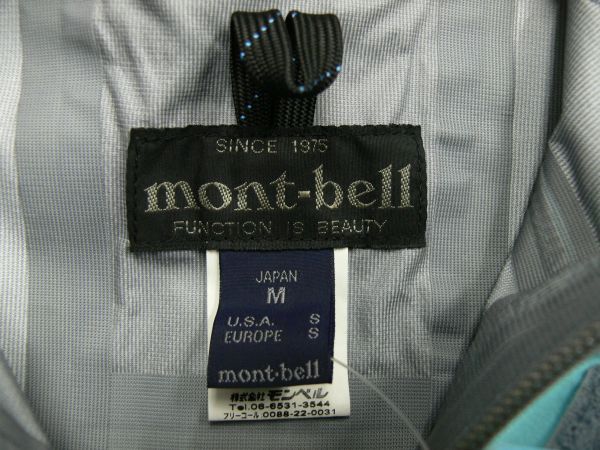 SINCE 1975
mont-bell
FUNCTION IS BEAUTY
JAPAN
M
U.S.A. S
EUROPE S
mont-bell
株式会社 モンベル
Tel.06-6531-3544
フリーコール.0088-22-0031